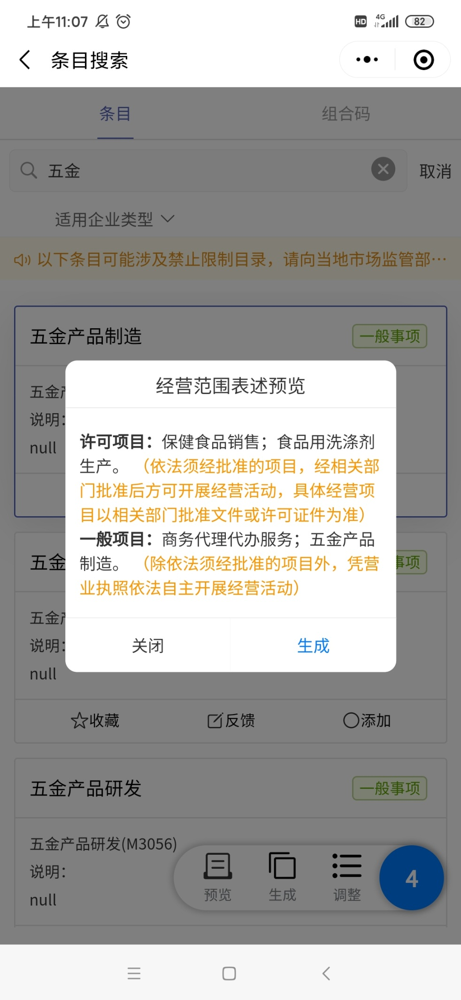 上午11:07
HD 4G 82
条目搜索
条目 组合码
五金 取消
适用企业类型
以下条目可能涉及禁止限制目录，请向当地市场监管部…
五金产品制造 一般事项
经营范围表述预览
五金产
说明：
null
许可项目：保健食品销售；食品用洗涤剂
生产。（依法须经批准的项目，经相关部
门批准后方可开展经营活动，具体经营项
目以相关部门批准文件或许可证件为准）
一般项目：商务代理代办服务；五金产品
制造。（除依法须经批准的项目外，凭营
业执照依法自主开展经营活动）
五金 事项
五金产
说明：
null
关闭 生成
收藏 反馈 添加
五金产品研发 一般事项
五金产品研发(M3056)
说明：
null
预览 生成 调整 4